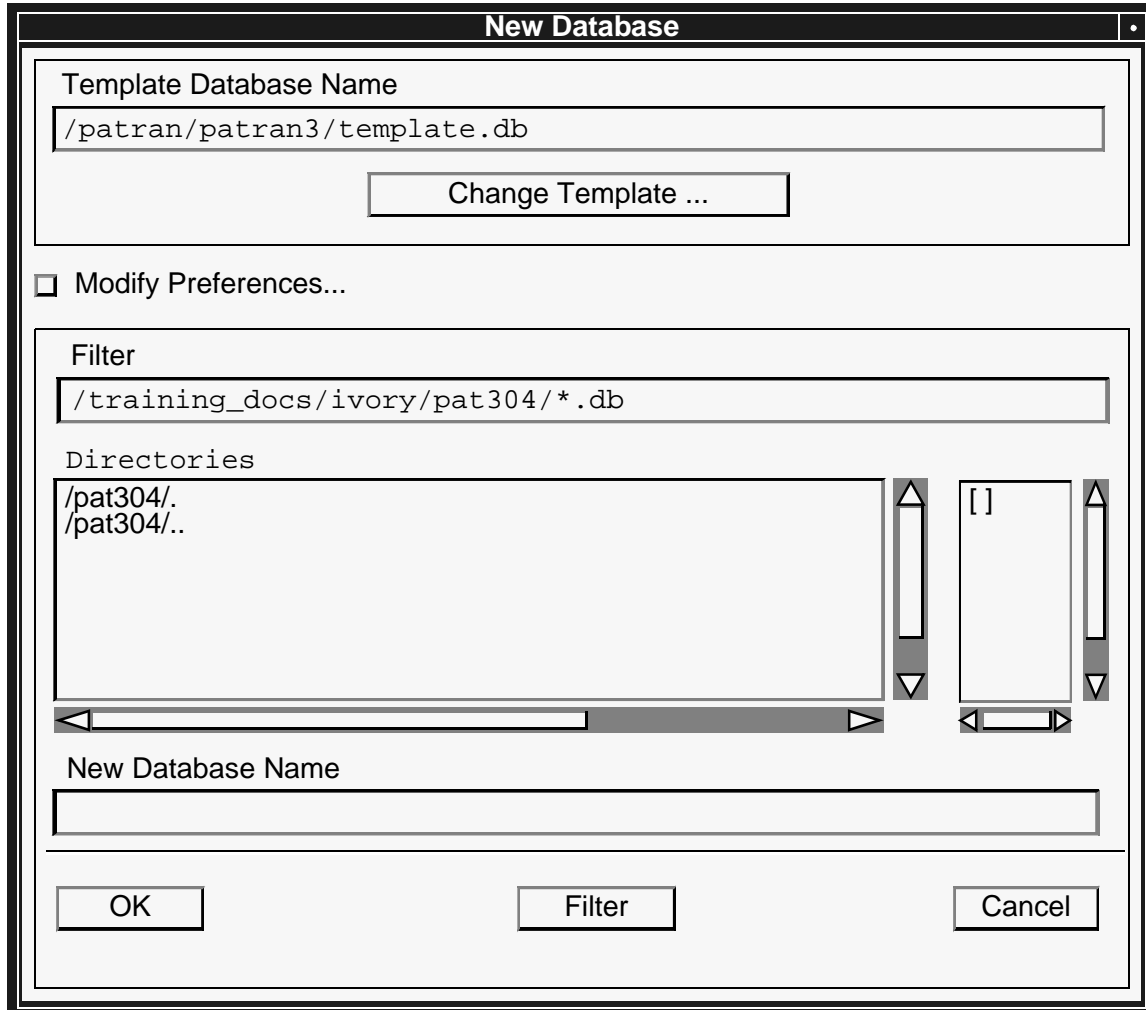 New Database
Template Database Name
/patran/patran3/template.db
Change Template ...
Modify Preferences...
Filter
/training_docs/ivory/pat304/*.db
Directories
/pat304/.
/pat304/..
[ ]
New Database Name
OK
Filter
Cancel